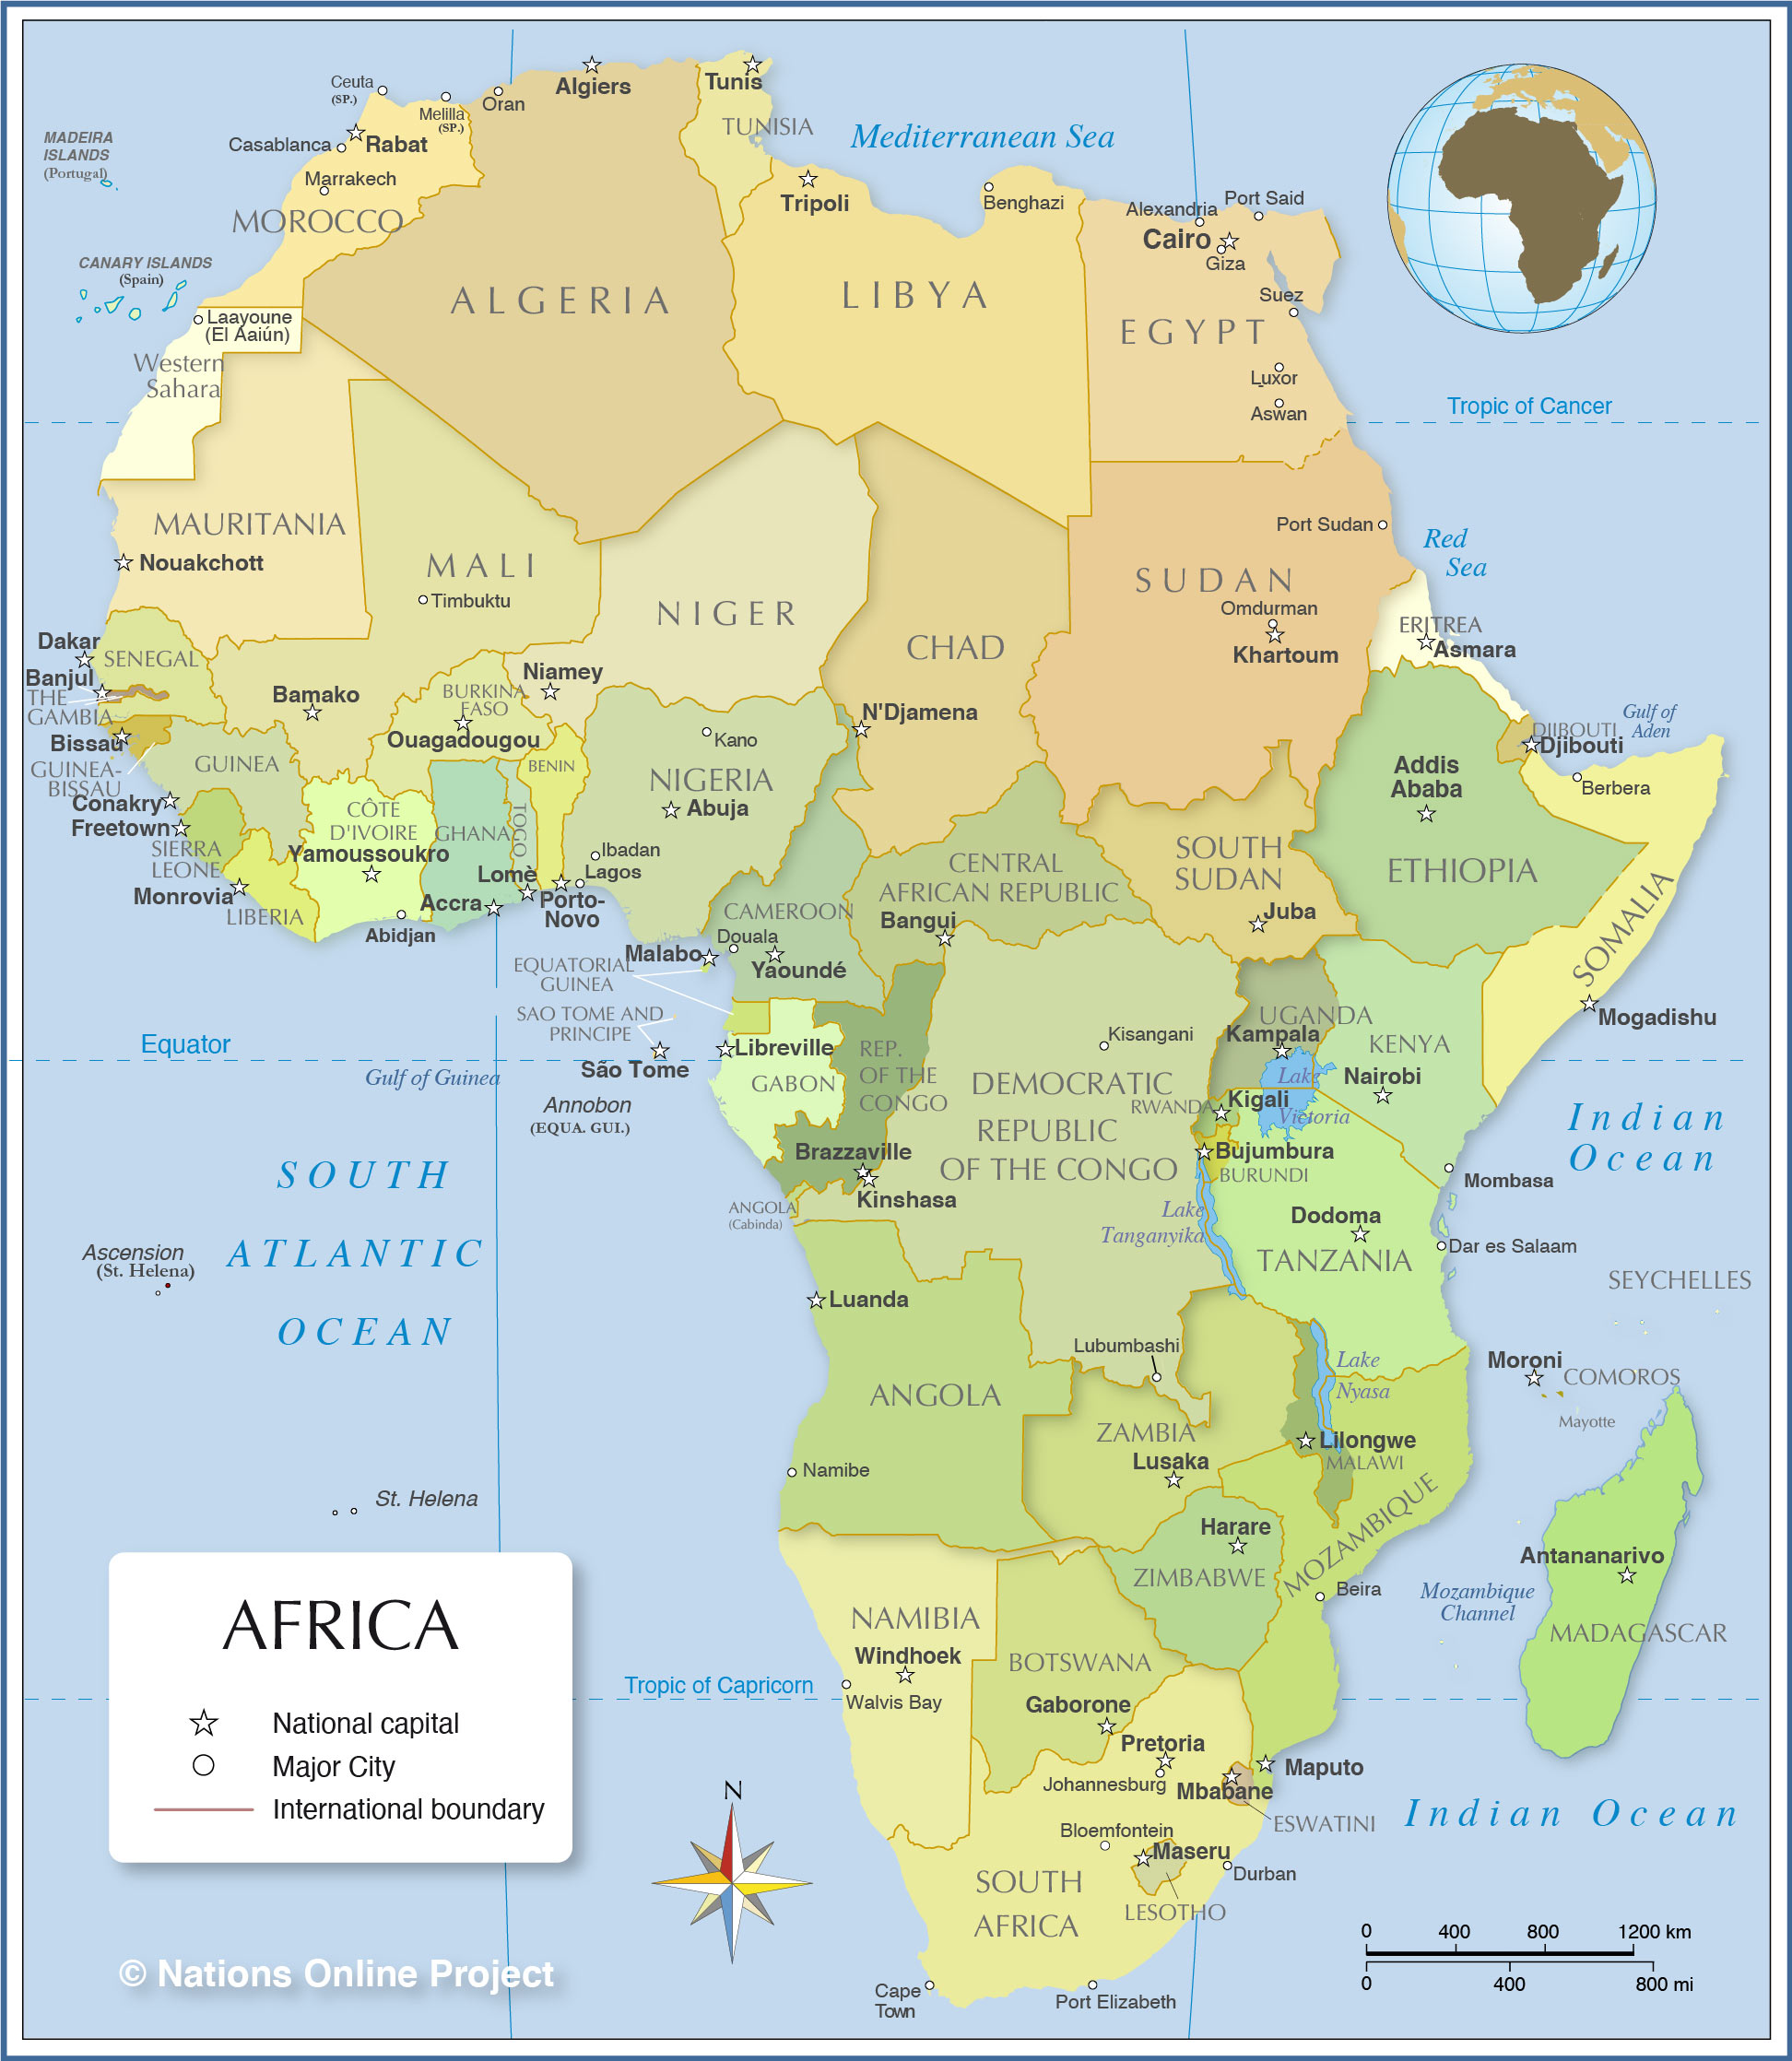 Ceuta
(SP.)
Melilla
(SP.)
Oran
Algiers
Tunis
TUNISIA
Mediterranean Sea
MADEIRA
ISLANDS
(Portugal)
Casablanca
Rabat
Marrakech
MOROCCO
Tripoli
Benghazi
Alexandria
Port Said
Cairo
Giza
Suez
CANARY ISLANDS
(Spain)
Laayoune
(El Aaiún)
Western
Sahara
ALGERIA
LIBYA
EGYPT
Luxor
Aswan
Tropic of Cancer
MAURITANIA
Nouakchott
MALI
Timbuktu
NIGER
CHAD
SUDAN
Port Sudan
Omdurman
Khartoum
Red
Sea
ERITREA
Asmara
Dakar
SENEGAL
Banjul
THE
GAMBIA
Bissau
GUINEA-
BISSAU
Bamako
BURKINA
FASO
Ouagadougou
Niamey
N'Djamena
Kano
NIGERIA
Abuja
BENIN
GUINEA
Conakry
Freetown
SIERRA
LEONE
Monrovia
LIBERIA
CÔTE
D'IVOIRE
Yamoussoukro
Abidjan
GHANA
TOGO
Accra
Lomè
Porto-
Novo
Ibadan
Lagos
DJIBOUTI
Djibouti
Gulf of
Aden
Berbera
Addis
Ababa
ETHIOPIA
SOMALIA
Mogadishu
SOUTH
SUDAN
Juba
CENTRAL
AFRICAN REPUBLIC
Bangui
CAMEROON
Douala
Yaoundé
Malabo
EQUATORIAL
GUINEA
SAO TOME AND
PRINCIPE
São Tome
Equator
Gulf of Guinea
Annobon
(EQUA. GUI.)
Libreville
GABON
REP.
OF THE
CONGO
Brazzaville
Kinshasa
ANGOLA
(Cabinda)
Kisangani
DEMOCRATIC
REPUBLIC
OF THE CONGO
UGANDA
Kampala
KENYA
Nairobi
Lake
Victoria
RWANDA
Kigali
Bujumbura
BURUNDI
Lake
Tanganyika
Mombasa
Dodoma
Dar es Salaam
TANZANIA
Indian
Ocean
SEYCHELLES
SOUTH
ATLANTIC
OCEAN
Ascension
(St. Helena)
St. Helena
Luanda
ANGOLA
Namibe
Lubumbashi
ZAMBIA
Lusaka
Lake
Nyasa
Lilongwe
MALAWI
Moroni
COMOROS
Mayotte
MOZAMBIQUE
Harare
ZIMBABWE
Beira
Mozambique
Channel
Antananarivo
MADAGASCAR
NAMIBIA
Windhoek
Walvis Bay
Tropic of Capricorn
BOTSWANA
Gaborone
Pretoria
Johannesburg
Mbabane
Maputo
ESWATINI
Indian Ocean
Bloemfontein
Maseru
Durban
LESOTHO
SOUTH
AFRICA
Cape
Town
Port Elizabeth
AFRICA
National capital
Major City
International boundary
N
© Nations Online Project
0 400 800 1200 km
0 400 800 mi